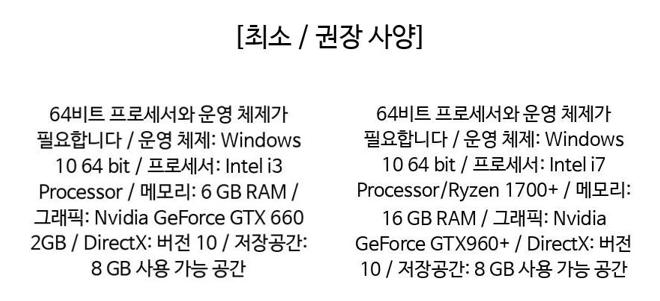 [최소 / 권장 사양]
64비트 프로세서와 운영 체제가
필요합니다 / 운영 체제: Windows
10 64 bit / 프로세서: Intel i3
Processor / 메모리: 6 GB RAM /
그래픽: Nvidia GeForce GTX 660
2GB / DirectX: 버전 10 / 저장공간:
8 GB 사용 가능 공간
64비트 프로세서와 운영 체제가
필요합니다 / 운영 체제: Windows
10 64 bit / 프로세서: Intel i7
Processor/Ryzen 1700+ / 메모리:
16 GB RAM / 그래픽: Nvidia
GeForce GTX960+ / DirectX: 버전
10 / 저장공간: 8 GB 사용 가능 공간